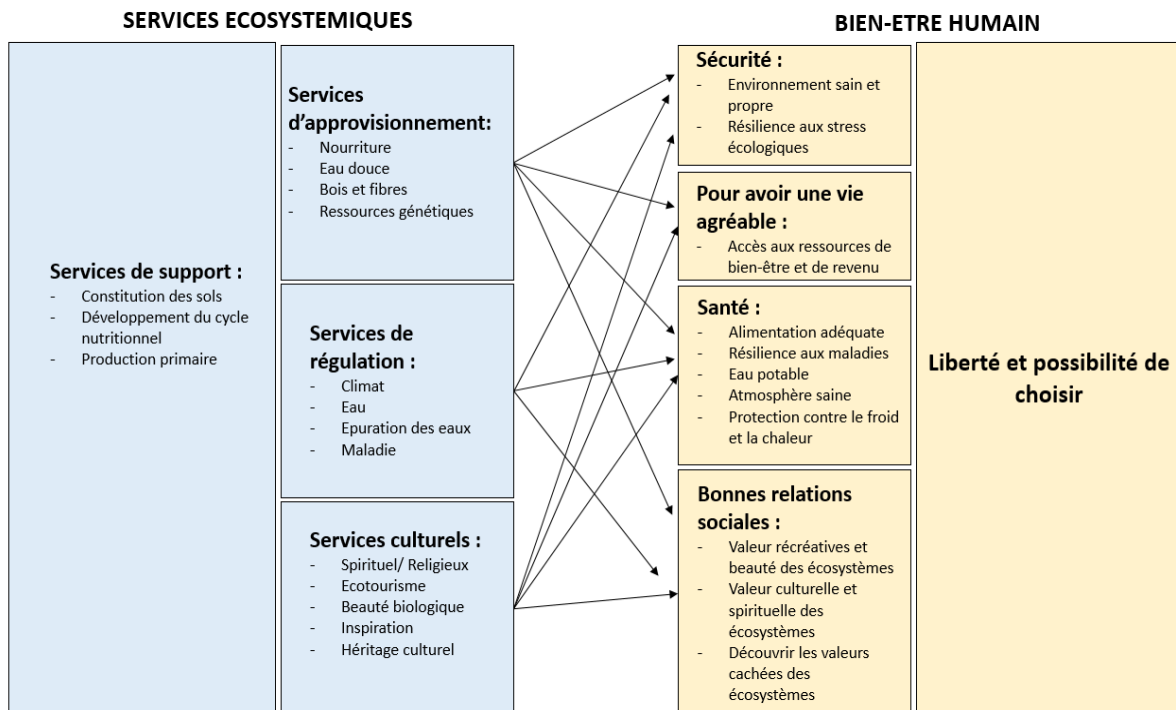 SERVICES ECOSYSTEMIQUES
BIEN-ETRE HUMAIN
Services de support :
- Constitution des sols
- Développement du cycle
nutritionnel
- Production primaire
Services
d’approvisionnement:
- Nourriture
- Eau douce
- Bois et fibres
- Ressources génétiques
Services de
régulation :
- Climat
- Eau
- Epuration des eaux
- Maladie
Services culturels :
- Spirituel/ Religieux
- Ecotourisme
- Beauté biologique
- Inspiration
- Héritage culturel
Sécurité :
- Environnement sain et
propre
- Résilience aux stress
écologiques
Pour avoir une vie
agréable :
- Accès aux ressources de
bien-être et de revenu
Santé :
- Alimentation adéquate
- Résilience aux maladies
- Eau potable
- Atmosphère saine
- Protection contre le froid
et la chaleur
Bonnes relations
sociales :
- Valeur récréatives et
beauté des écosystèmes
- Valeur culturelle et
spirituelle des
écosystèmes
- Découvrir les valeurs
cachées des
écosystèmes
Liberté et possibilité de
choisir